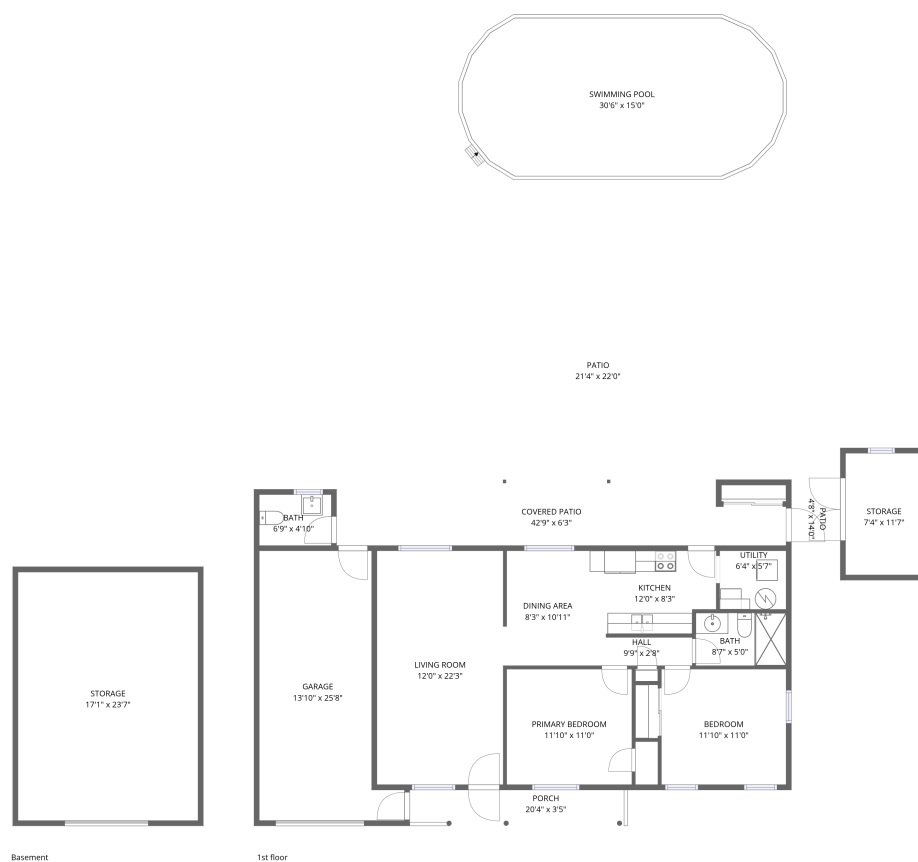 SWIMMING POOL
30'6" x 15'0"
PATIO
21'4" x 22'0"
COVERED PATIO
42'9" x 6'3"
PATIO
4'8" x 14'0"
STORAGE
7'4" x 11'7"
BATH
6'9" x 4'10"
UTILITY
6'4" x 5'7"
KITCHEN
12'0" x 8'3"
DINING AREA
8'3" x 10'11"
HALL
9'9" x 2'8"
BATH
8'7" x 5'0"
LIVING ROOM
12'0" x 22'3"
GARAGE
13'10" x 25'8"
STORAGE
17'1" x 23'7"
PRIMARY BEDROOM
11'10" x 11'0"
BEDROOM
11'10" x 11'0"
PORCH
20'4" x 3'5"
Basement
1st floor